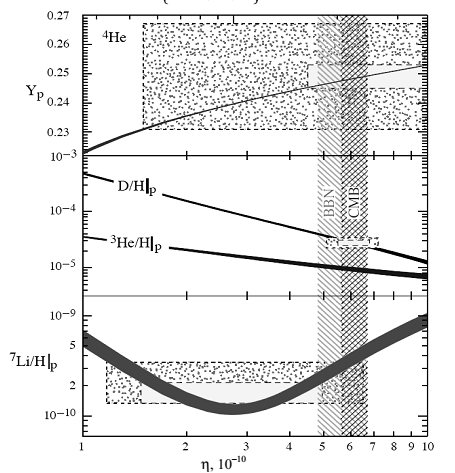 0.27
⁴He
0.26
0.25
Yₚ
0.24
0.23
10⁻³
D/H|ₚ
10⁻⁴
BBN
CMB
³He/H|ₚ
10⁻⁵
10⁻⁹
5
⁷Li/H|ₚ
2
10⁻¹⁰
1 2 3 4 5 6 7 8 9 10
η, 10⁻¹⁰